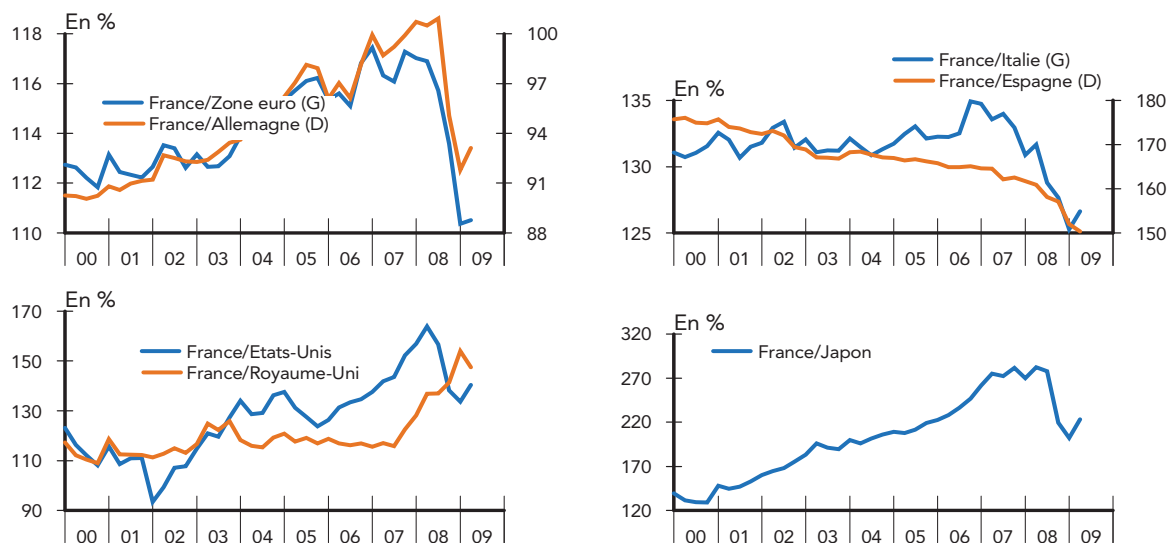 En %
118
116
114
112
110
100
97
94
91
88
France/Zone euro (G)
France/Allemagne (D)
00 01 02 03 04 05 06 07 08 09
En %
135
130
125
180
170
160
150
France/Italie (G)
France/Espagne (D)
00 01 02 03 04 05 06 07 08 09
En %
170
150
130
110
90
France/Etats-Unis
France/Royaume-Uni
00 01 02 03 04 05 06 07 08 09
En %
320
270
220
170
120
France/Japon
00 01 02 03 04 05 06 07 08 09